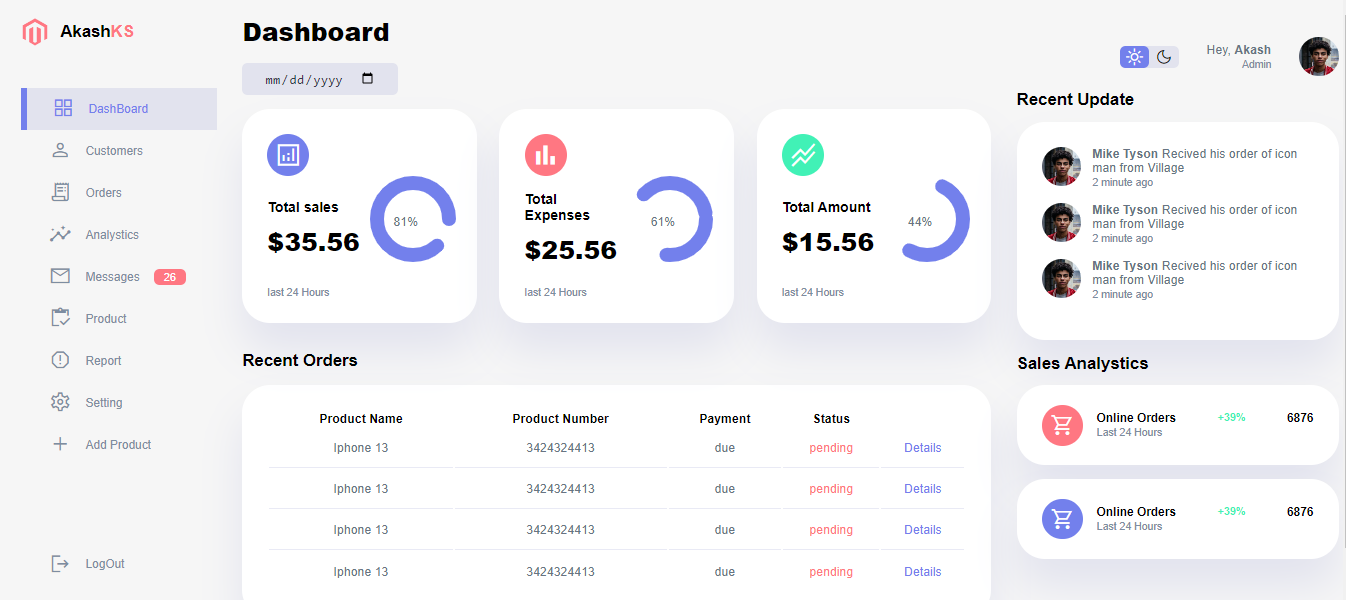 AkashKS
DashBoard
Customers
Orders
Analystics
Messages 26
Product
Report
Setting
Add Product
LogOut
Dashboard
mm/dd/yyyy
Total sales
$35.56
81%
last 24 Hours
Total
Expenses
$25.56
61%
last 24 Hours
Total Amount
$15.56
44%
last 24 Hours
Recent Orders
Product Name Product Number Payment Status
Iphone 13 3424324413 due pending Details
Iphone 13 3424324413 due pending Details
Iphone 13 3424324413 due pending Details
Iphone 13 3424324413 due pending Details
Hey, Akash
Admin
Recent Update
Mike Tyson Recived his order of icon
man from Village
2 minute ago
Mike Tyson Recived his order of icon
man from Village
2 minute ago
Mike Tyson Recived his order of icon
man from Village
2 minute ago
Sales Analystics
Online Orders +39% 6876
Last 24 Hours
Online Orders +39% 6876
Last 24 Hours